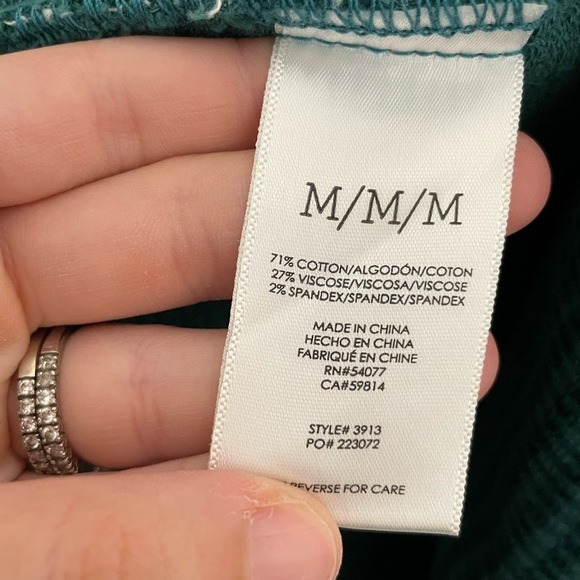 M/M/M
71% COTTON/ALGODÓN/COTON
27% VISCOSE/VISCOSA/VISCOSE
2% SPANDEX/SPANDEX/SPANDEX
MADE IN CHINA
HECHO EN CHINA
FABRIQUÉ EN CHINE
RN#54077
CA#59814
STYLE# 3913
PO# 223072
REVERSE FOR CARE